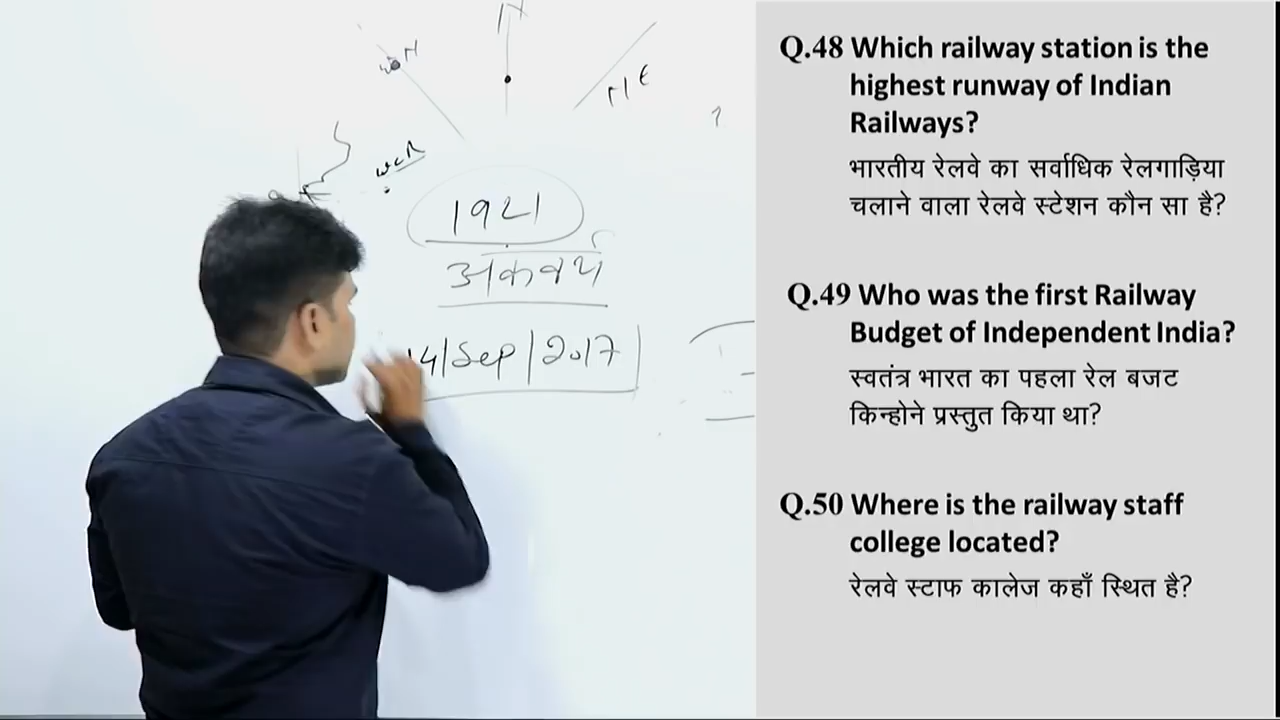 N
N
NE
WCR
1921
अकवर्थ
14/Sep/2017
Q.48 Which railway station is the
highest runway of Indian
Railways?
भारतीय रेलवे का सर्वाधिक रेलगाड़िया
चलाने वाला रेलवे स्टेशन कौन सा है?
Q.49 Who was the first Railway
Budget of Independent India?
स्वतंत्र भारत का पहला रेल बजट
किन्होने प्रस्तुत किया था?
Q.50 Where is the railway staff
college located?
रेलवे स्टाफ कालेज कहाँ स्थित है?